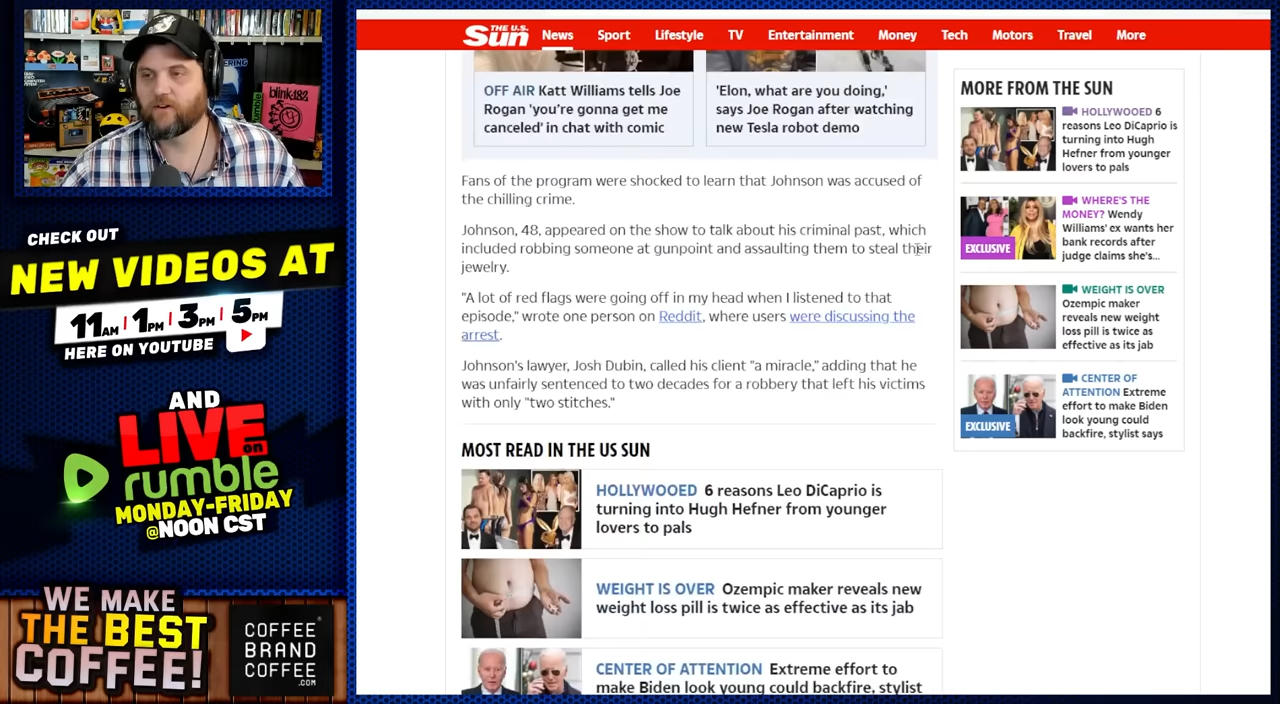 blink-182
CHECK OUT
NEW VIDEOS AT
11AM | 1PM | 3PM | 5PM
HERE ON YOUTUBE
AND
LIVE on
rumble
MONDAY-FRIDAY
@NOON CST
WE MAKE
THE BEST
COFFEE!
COFFEE
BRAND
COFFEE
.COM
THE U.S. Sun
News Sport Lifestyle TV Entertainment Money Tech Motors Travel More
OFF AIR Katt Williams tells Joe
Rogan 'you're gonna get me
canceled' in chat with comic
'Elon, what are you doing,'
says Joe Rogan after watching
new Tesla robot demo
Fans of the program were shocked to learn that Johnson was accused of
the chilling crime.
Johnson, 48, appeared on the show to talk about his criminal past, which
included robbing someone at gunpoint and assaulting them to steal their
jewelry.
"A lot of red flags were going off in my head when I listened to that
episode," wrote one person on Reddit, where users were discussing the
arrest.
Johnson's lawyer, Josh Dubin, called his client "a miracle," adding that he
was unfairly sentenced to two decades for a robbery that left his victims
with only "two stitches."
MOST READ IN THE US SUN
HOLLYWOOED 6 reasons Leo DiCaprio is
turning into Hugh Hefner from younger
lovers to pals
WEIGHT IS OVER Ozempic maker reveals new
weight loss pill is twice as effective as its jab
CENTER OF ATTENTION Extreme effort to
make Biden look young could backfire, stylist
MORE FROM THE SUN
HOLLYWOOED 6
reasons Leo DiCaprio is
turning into Hugh
Hefner from younger
lovers to pals
EXCLUSIVE
WHERE'S THE
MONEY? Wendy
Williams' ex wants her
bank records after
judge claims she's...
WEIGHT IS OVER
Ozempic maker
reveals new weight
loss pill is twice as
effective as its jab
EXCLUSIVE
CENTER OF
ATTENTION Extreme
effort to make Biden
look young could
backfire, stylist says